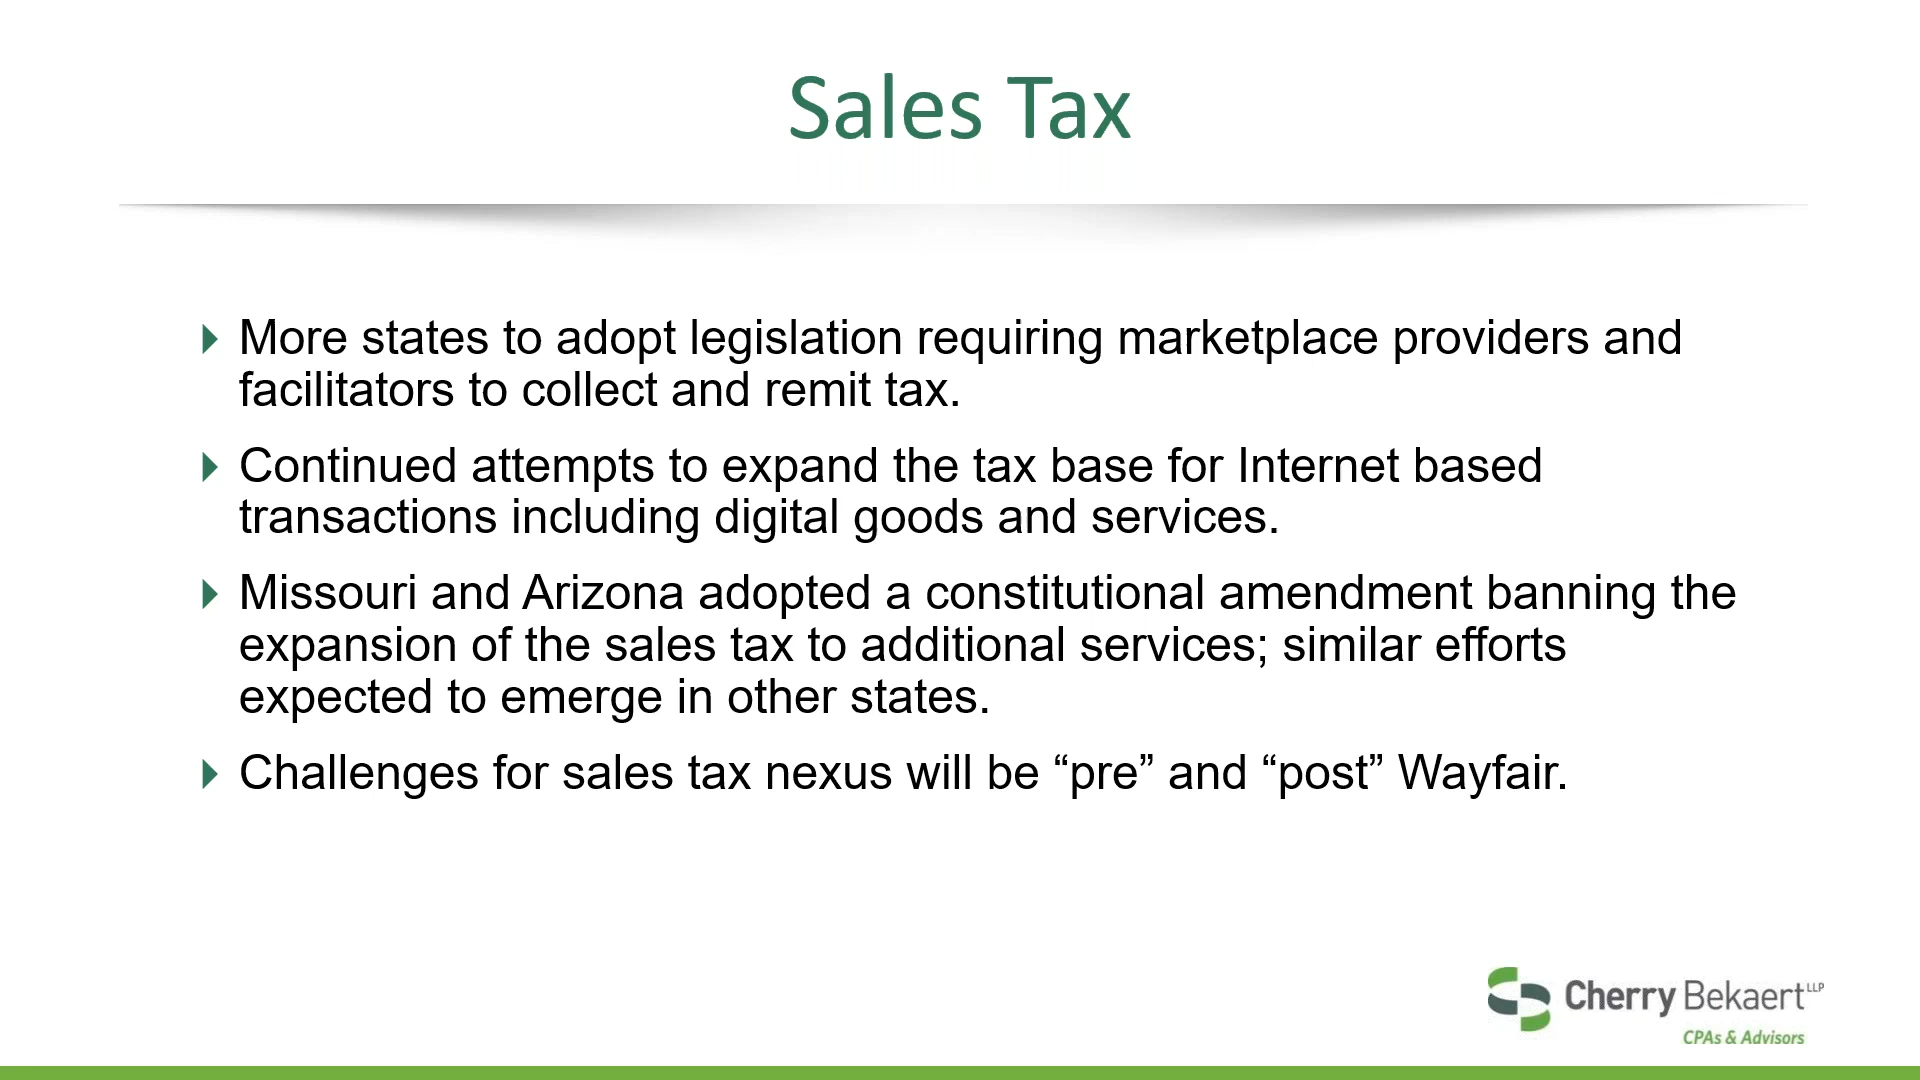 Sales Tax
More states to adopt legislation requiring marketplace providers and
facilitators to collect and remit tax.
Continued attempts to expand the tax base for Internet based
transactions including digital goods and services.
Missouri and Arizona adopted a constitutional amendment banning the
expansion of the sales tax to additional services; similar efforts
expected to emerge in other states.
Challenges for sales tax nexus will be “pre” and “post” Wayfair.
Cherry Bekaert LLP
CPAs & Advisors